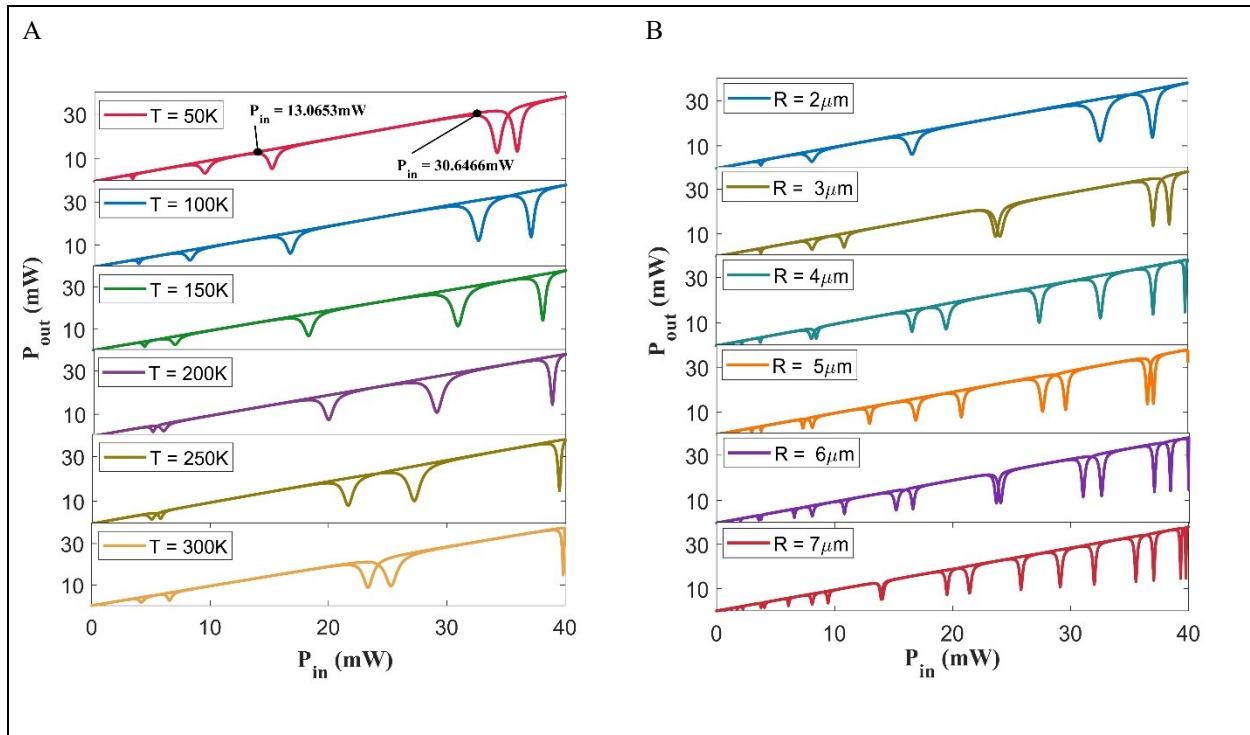 A
B
T = 50K
P_in = 13.0653mW
P_in = 30.6466mW
30
10
T = 100K
30
10
T = 150K
30
10
T = 200K
30
10
T = 250K
30
10
T = 300K
30
10
0 10 20 30 40
P_in (mW)
P_out (mW)
R = 2μm
30
10
R = 3μm
30
10
R = 4μm
30
10
R = 5μm
30
10
R = 6μm
30
10
R = 7μm
30
10
0 10 20 30 40
P_in (mW)
P_out (mW)